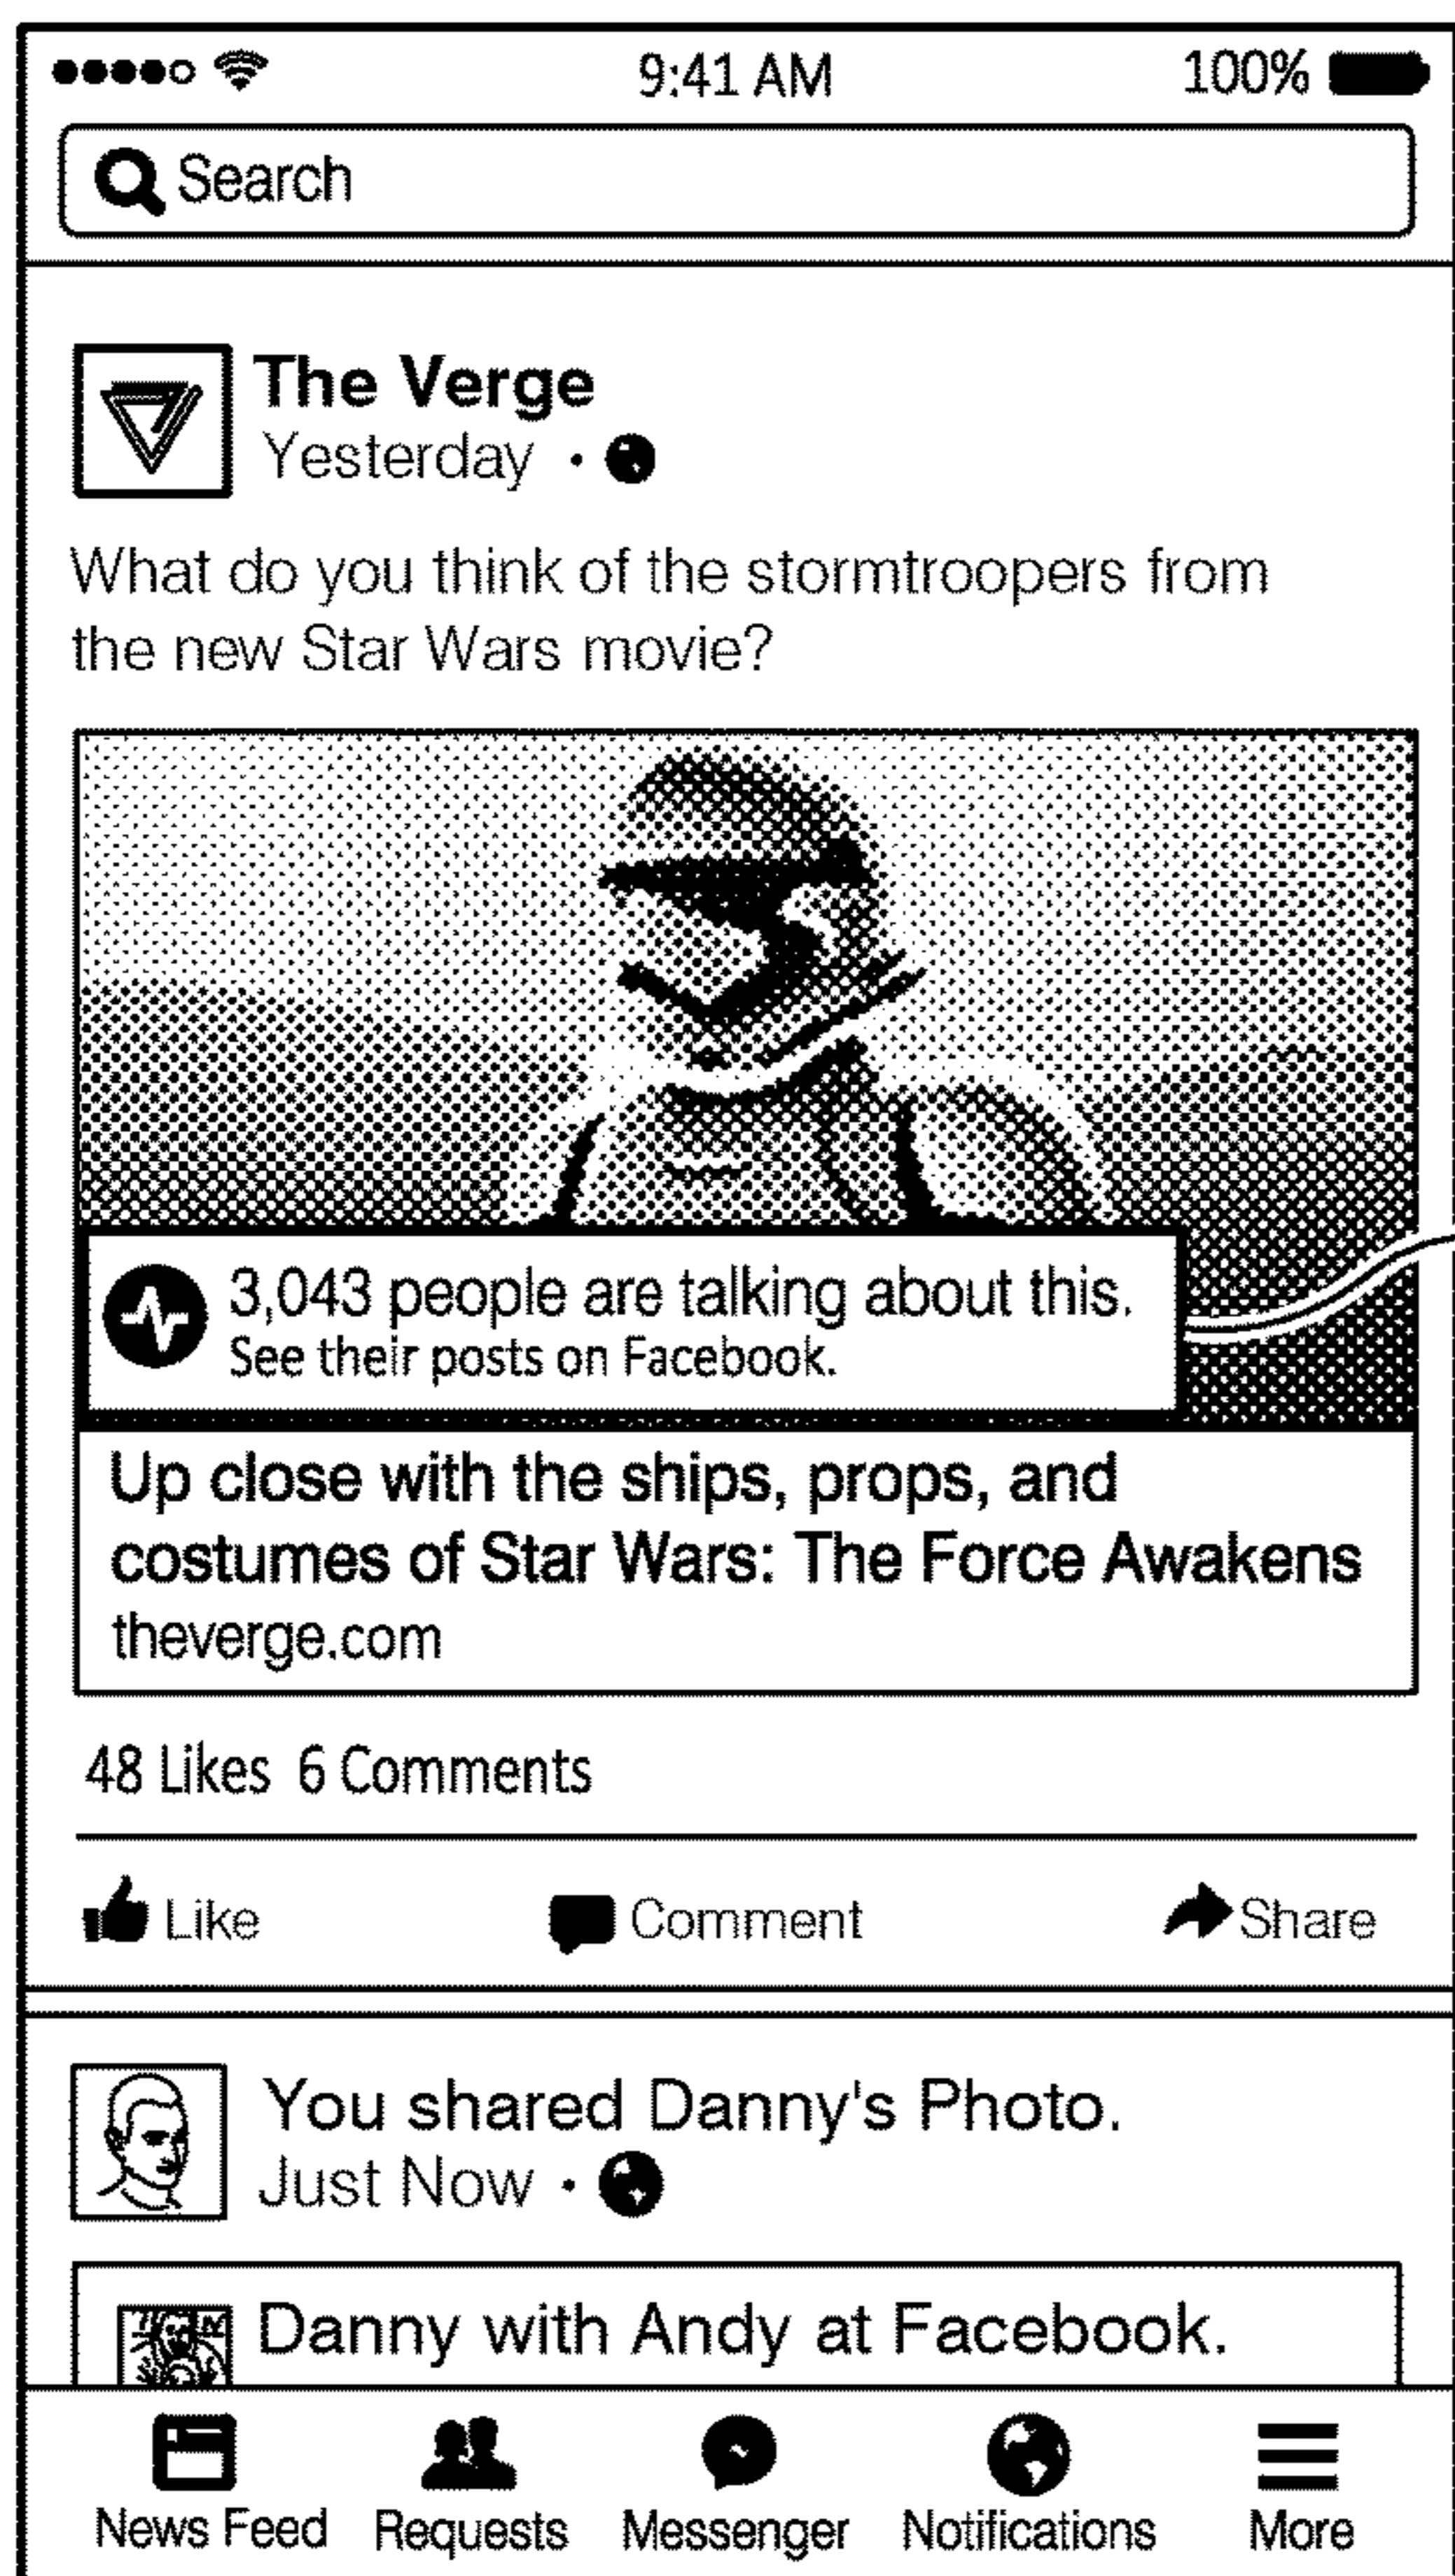 9:41 AM
100%
Search
The Verge
Yesterday ·
What do you think of the stormtroopers from
the new Star Wars movie?
3,043 people are talking about this.
See their posts on Facebook.
Up close with the ships, props, and
costumes of Star Wars: The Force Awakens
theverge.com
48 Likes 6 Comments
Like Comment Share
You shared Danny's Photo.
Just Now ·
Danny with Andy at Facebook.
News Feed Requests Messenger Notifications More